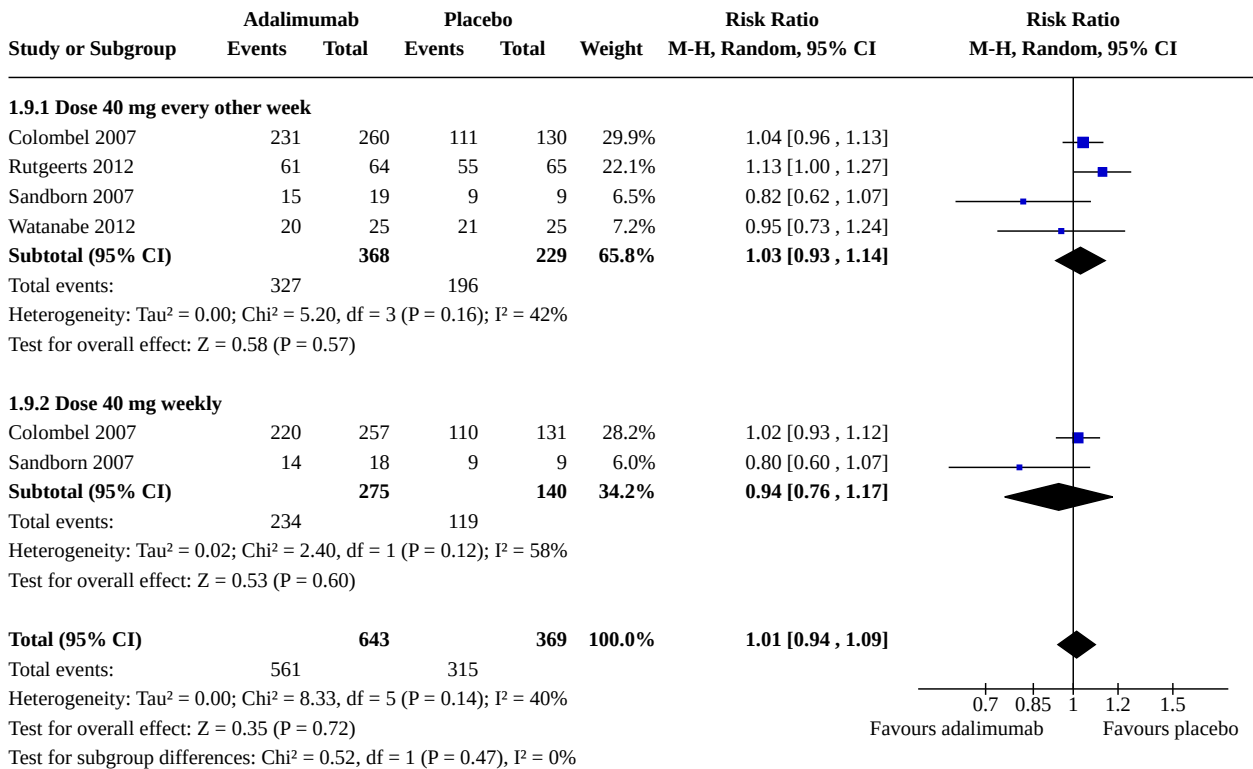 Adalimumab Placebo Risk Ratio Risk Ratio
Study or Subgroup Events Total Events Total Weight M-H, Random, 95% CI M-H, Random, 95% CI
1.9.1 Dose 40 mg every other week
Colombel 2007 231 260 111 130 29.9% 1.04 [0.96 , 1.13]
Rutgeerts 2012 61 64 55 65 22.1% 1.13 [1.00 , 1.27]
Sandborn 2007 15 19 9 9 6.5% 0.82 [0.62 , 1.07]
Watanabe 2012 20 25 21 25 7.2% 0.95 [0.73 , 1.24]
Subtotal (95% CI) 368 229 65.8% 1.03 [0.93 , 1.14]
Total events: 327 196
Heterogeneity: Tau² = 0.00; Chi² = 5.20, df = 3 (P = 0.16); I² = 42%
Test for overall effect: Z = 0.58 (P = 0.57)
1.9.2 Dose 40 mg weekly
Colombel 2007 220 257 110 131 28.2% 1.02 [0.93 , 1.12]
Sandborn 2007 14 18 9 9 6.0% 0.80 [0.60 , 1.07]
Subtotal (95% CI) 275 140 34.2% 0.94 [0.76 , 1.17]
Total events: 234 119
Heterogeneity: Tau² = 0.02; Chi² = 2.40, df = 1 (P = 0.12); I² = 58%
Test for overall effect: Z = 0.53 (P = 0.60)
Total (95% CI) 643 369 100.0% 1.01 [0.94 , 1.09]
Total events: 561 315
Heterogeneity: Tau² = 0.00; Chi² = 8.33, df = 5 (P = 0.14); I² = 40%
0.7 0.85 1 1.2 1.5
Test for overall effect: Z = 0.35 (P = 0.72)
Favours adalimumab Favours placebo
Test for subgroup differences: Chi² = 0.52, df = 1 (P = 0.47), I² = 0%